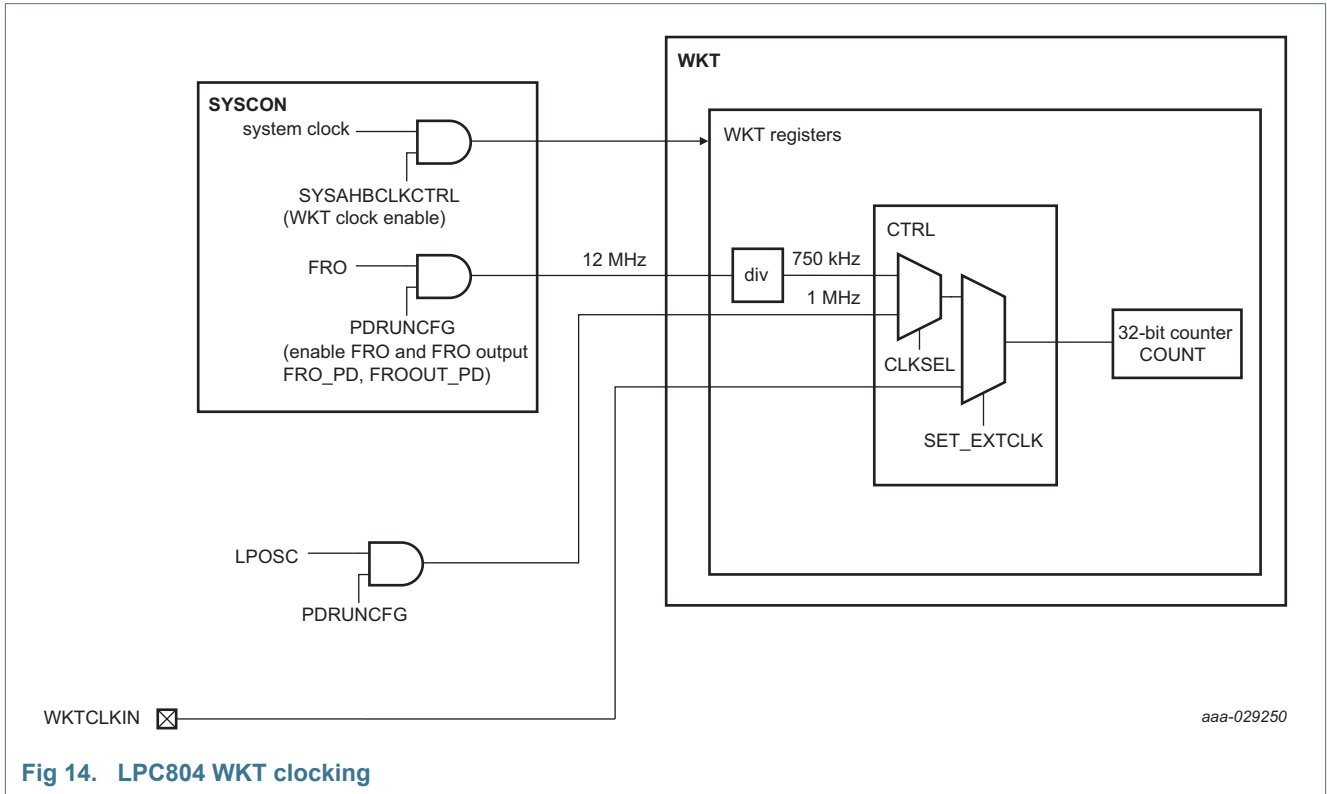 WKT
SYSCON
system clock
WKT registers
SYSAHBCLKCTRL
(WKT clock enable)
CTRL
FRO
12 MHz
div
750 kHz
1 MHz
PDRUNCFG
(enable FRO and FRO output
FRO_PD, FROOUT_PD)
CLKSEL
32-bit counter
COUNT
SET_EXTCLK
LPOSC
PDRUNCFG
WKTCLKIN
aaa-029250
Fig 14. LPC804 WKT clocking